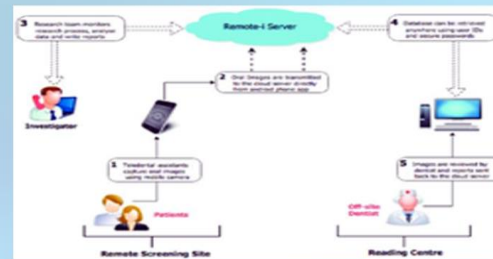 Remote-i Server
3 Research team monitors
research process, analyse
data and write reports
4 Database can be retrieved
anywhere using user IDs
and secure passwords
2 Oral Images are transmitted
to the cloud server directly
from android phone app
Investigator
1 Teledental assistants
capture oral images
using mobile camera
5 Images are reviewed by
dentist and reports sent
back to the cloud server
Patients
Off-site
Dentist
Remote Screening Site
Reading Centre